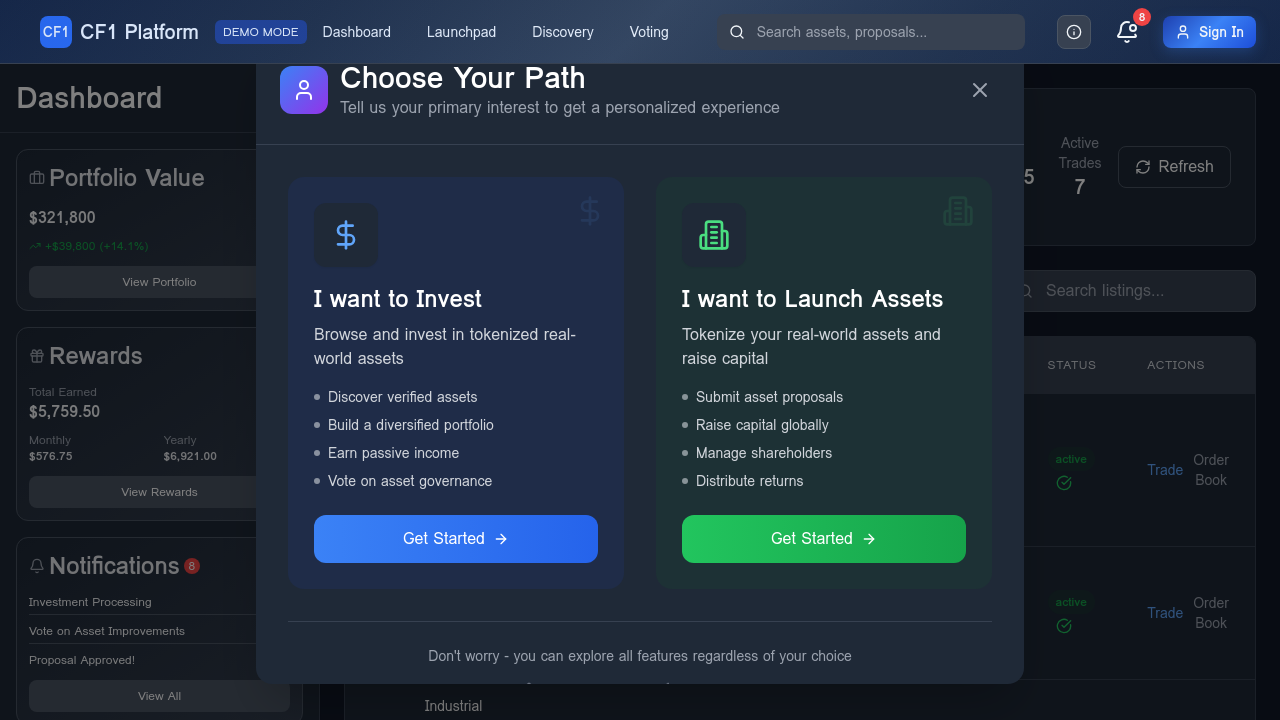 CF1 CF1 Platform DEMO MODE Dashboard Launchpad Discovery Voting Search assets, proposals... 8 Sign In
Dashboard
Portfolio Value
$321,800
+$39,800 (+14.1%)
View Portfolio
Rewards
Total Earned
$5,759.50
Monthly Yearly
$576.75 $6,921.00
View Rewards
Notifications 8
Investment Processing
Vote on Asset Improvements
Proposal Approved!
View All
Choose Your Path
Tell us your primary interest to get a personalized experience
I want to Invest
Browse and invest in tokenized real-
world assets
Discover verified assets
Build a diversified portfolio
Earn passive income
Vote on asset governance
Get Started
I want to Launch Assets
Tokenize your real-world assets and
raise capital
Submit asset proposals
Raise capital globally
Manage shareholders
Distribute returns
Get Started
Don't worry - you can explore all features regardless of your choice
Active
Trades
5 7
Refresh
Search listings...
STATUS ACTIONS
active
Trade
Order
Book
active
Trade
Order
Book
Industrial